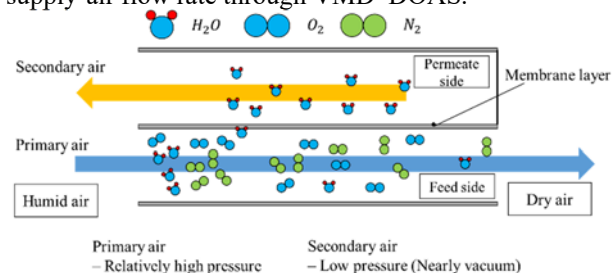 supply air flow rate through VMD-DOAS.
H₂O O₂ N₂
Secondary air
Permeate side
Membrane layer
Primary air
Humid air
Feed side
Dry air
Primary air
– Relatively high pressure
Secondary air
– Low pressure (Nearly vacuum)